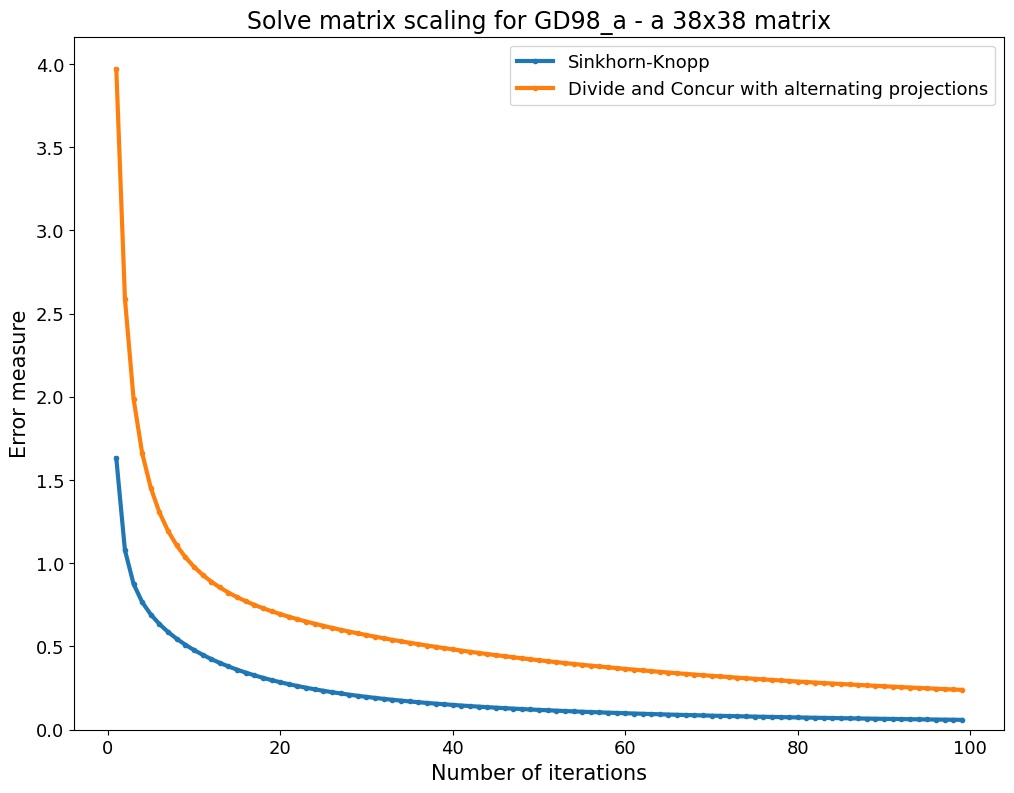 Solve matrix scaling for GD98_a - a 38x38 matrix
Sinkhorn-Knopp
Divide and Concur with alternating projections
Error measure
4.0
3.5
3.0
2.5
2.0
1.5
1.0
0.5
0.0
0 20 40 60 80 100
Number of iterations